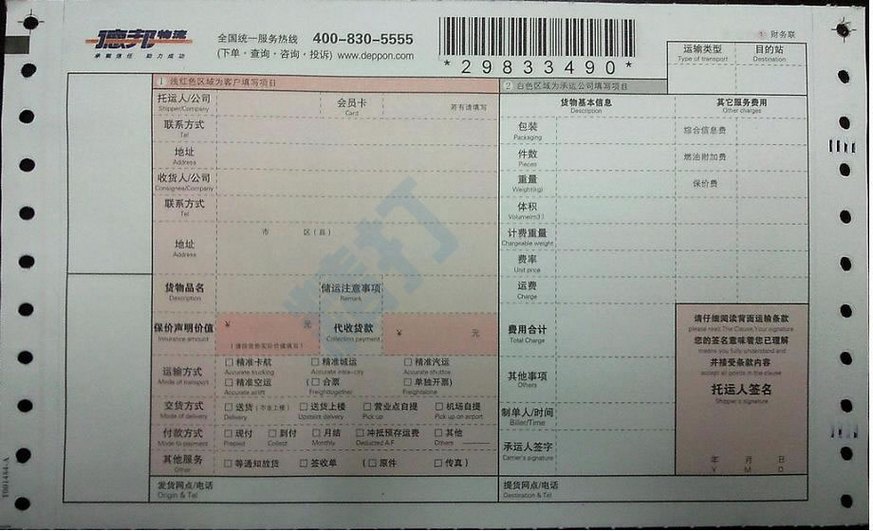 德邦物流
承载信任 助力成功
全国统一服务热线 400-830-5555
(下单·查询·咨询·投诉) www.deppon.com
*29833490*
① 财务联
运输类型 目的站
Type of transport Destination
1 浅红色区域为客户填写项目
2 白色区域为承运公司填写项目
托运人/公司 会员卡 若有请填写
Shipper/Company Card
联系方式
Tel
地址
Address
收货人/公司
Consignee/Company
联系方式
Tel
市 区(县)
地址
Address
货物品名 储运注意事项
Description Remark
保价声明价值 ¥ 元 代收货款 ¥ 元
Insurance amount Collection payment
运输方式 □精准卡航 □精准城运 □精准汽运
Mode of transport Accurate trucking Accurate intra-city Accurate shuttos
□精准空运 (□合票 □单独开票)
Accurate airlift Freighttogether Freightalone
交货方式 □送货(不含上楼) □送货上楼 □营业点自提 □机场自提
Mode of delivery Delivery Upstairs delivery Pick up Pick up on airport
付款方式 □现付 □到付 □月结 □冲抵预存运费 □其他
Mode of payment Prepaid Collect Monthly Deducted A.F Others
其他服务 □等通知放货 □签收单 (□原件 □传真)
Other
发货网点/电话
Origin & Tel
货物基本信息 其它服务费用
Description Other charges
包装 综合信息费
Packaging
件数 燃油附加费
Pieces
重量 保价费
Weight(kg)
体积
Volume(m3)
计费重量
Chargeable weight
费率
Unit price
运费
Charge
费用合计
Total Charge
其他事项
Others
制单人/时间
Biller/Time
承运人签字
Carrier's signature
提货网点/电话
Destination & Tel
请仔细阅读背面运输条款
please read The Clause,Your signature
您的签名意味着您已理解
means you fully understand and
并接受条款内容
accept all points in the clause
托运人签名
Shipper's signature
年 月 日
Y M D
精打
T001484-A